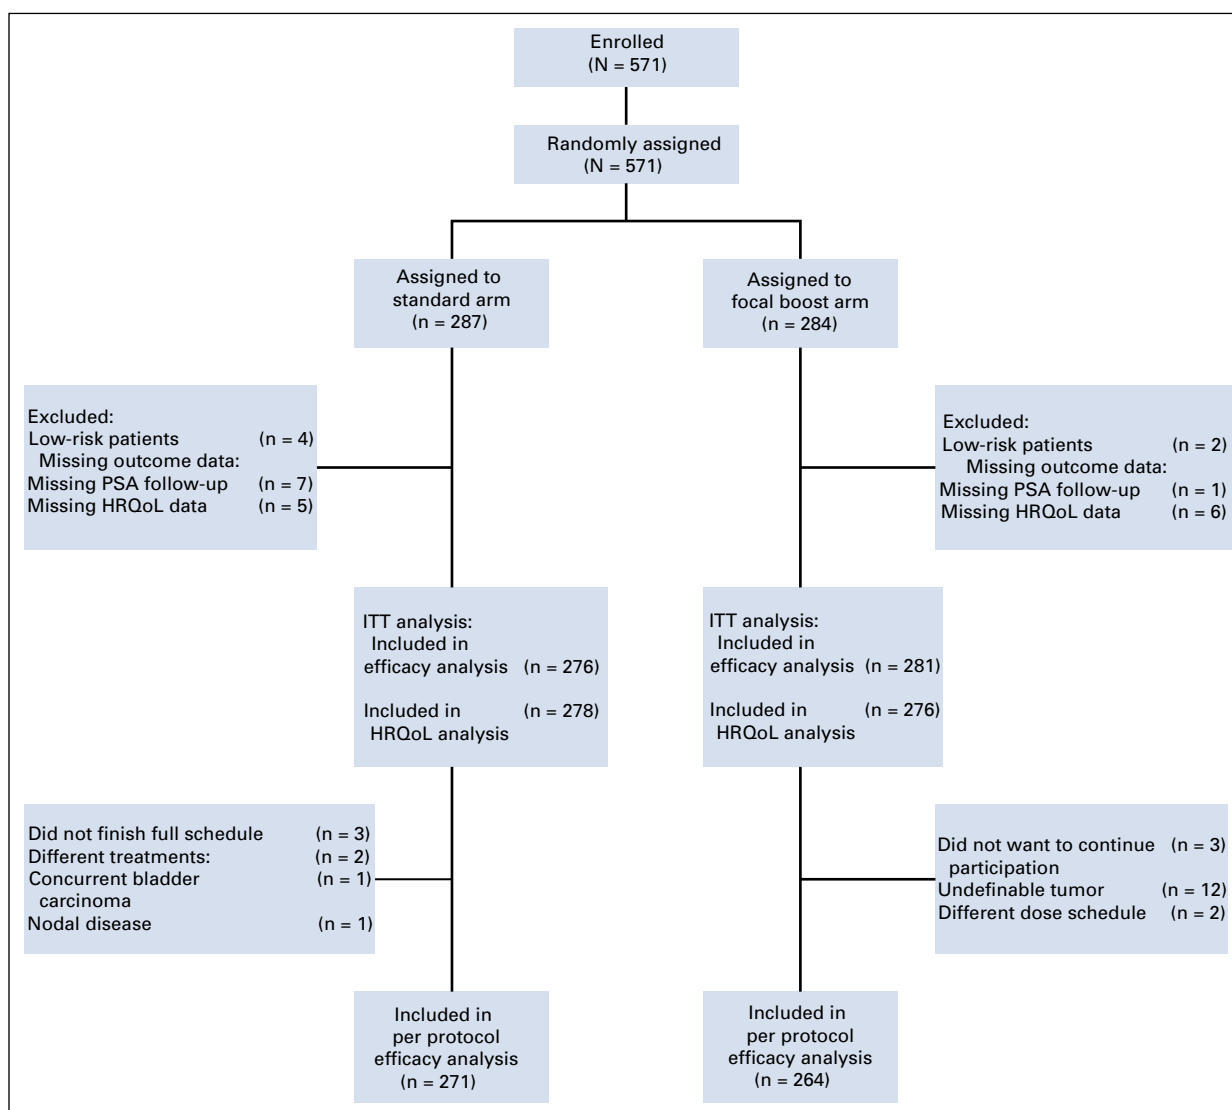 Enrolled
(N = 571)
Randomly assigned
(N = 571)
Assigned to
standard arm
(n = 287)
Assigned to
focal boost arm
(n = 284)
Excluded:
Low-risk patients (n = 4)
Missing outcome data:
Missing PSA follow-up (n = 7)
Missing HRQoL data (n = 5)
Excluded:
Low-risk patients (n = 2)
Missing outcome data:
Missing PSA follow-up (n = 1)
Missing HRQoL data (n = 6)
ITT analysis:
Included in
efficacy analysis (n = 276)
Included in (n = 278)
HRQoL analysis
ITT analysis:
Included in
efficacy analysis (n = 281)
Included in (n = 276)
HRQoL analysis
Did not finish full schedule (n = 3)
Different treatments: (n = 2)
Concurrent bladder (n = 1)
carcinoma
Nodal disease (n = 1)
Did not want to continue (n = 3)
participation
Undefinable tumor (n = 12)
Different dose schedule (n = 2)
Included in
per protocol
efficacy analysis
(n = 271)
Included in
per protocol
efficacy analysis
(n = 264)